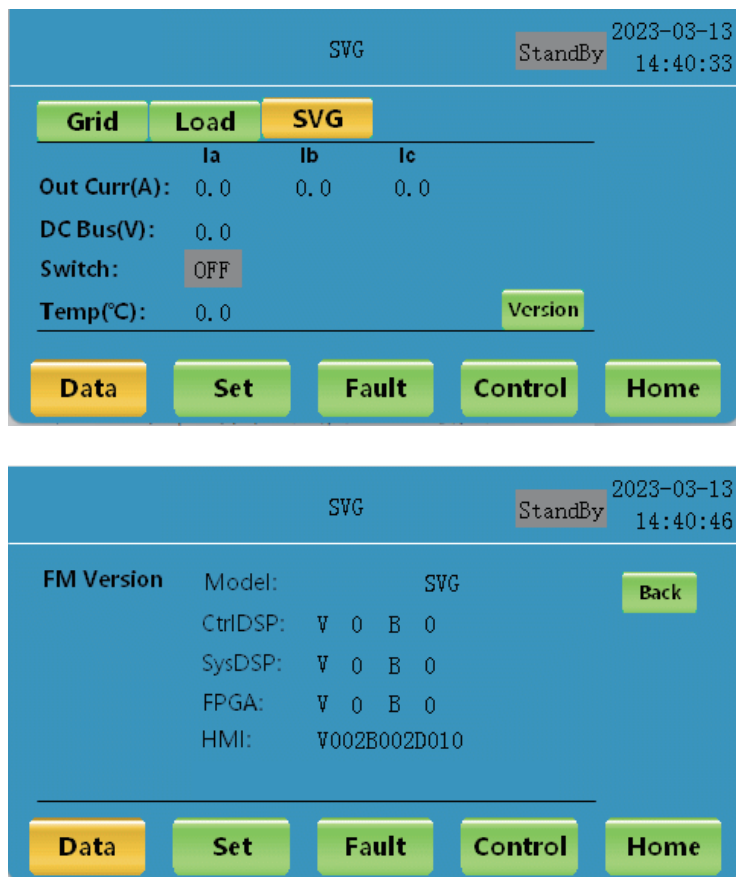 SVG StandBy 2023-03-13
14:40:33
Grid Load SVG
Ia Ib Ic
Out Curr(A): 0.0 0.0 0.0
DC Bus(V): 0.0
Switch: OFF
Temp(℃): 0.0 Version
Data Set Fault Control Home
SVG StandBy 2023-03-13
14:40:46
FM Version Model: SVG Back
CtrlDSP: V 0 B 0
SysDSP: V 0 B 0
FPGA: V 0 B 0
HMI: V002B002D010
Data Set Fault Control Home